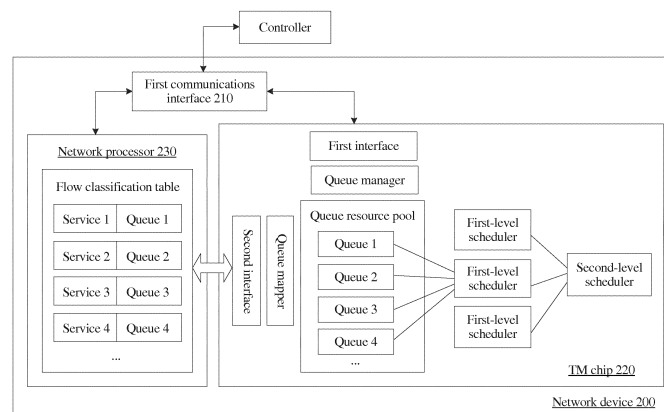 Controller
First communications
interface 210
Network processor 230
Flow classification table
Service 1 Queue 1
Service 2 Queue 2
Service 3 Queue 3
Service 4 Queue 4
...
Second interface
Queue mapper
First interface
Queue manager
Queue resource pool
Queue 1
Queue 2
Queue 3
Queue 4
...
First-level
scheduler
First-level
scheduler
First-level
scheduler
Second-level
scheduler
TM chip 220
Network device 200